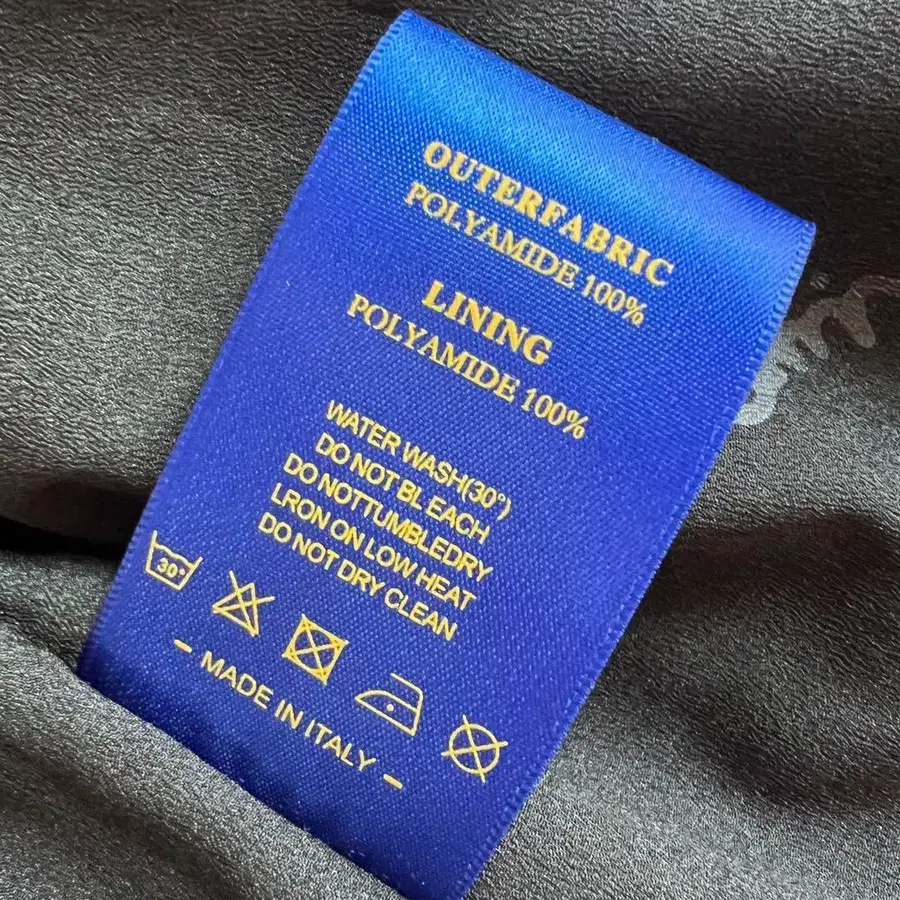 OUTERFABRIC
POLYAMIDE 100%
LINING
POLYAMIDE 100%
WATER WASH(30°)
DO NOT BL EACH
DO NOTTUMBLEDRY
LRON ON LOW HEAT
DO NOT DRY CLEAN
30°
– MADE IN ITALY –